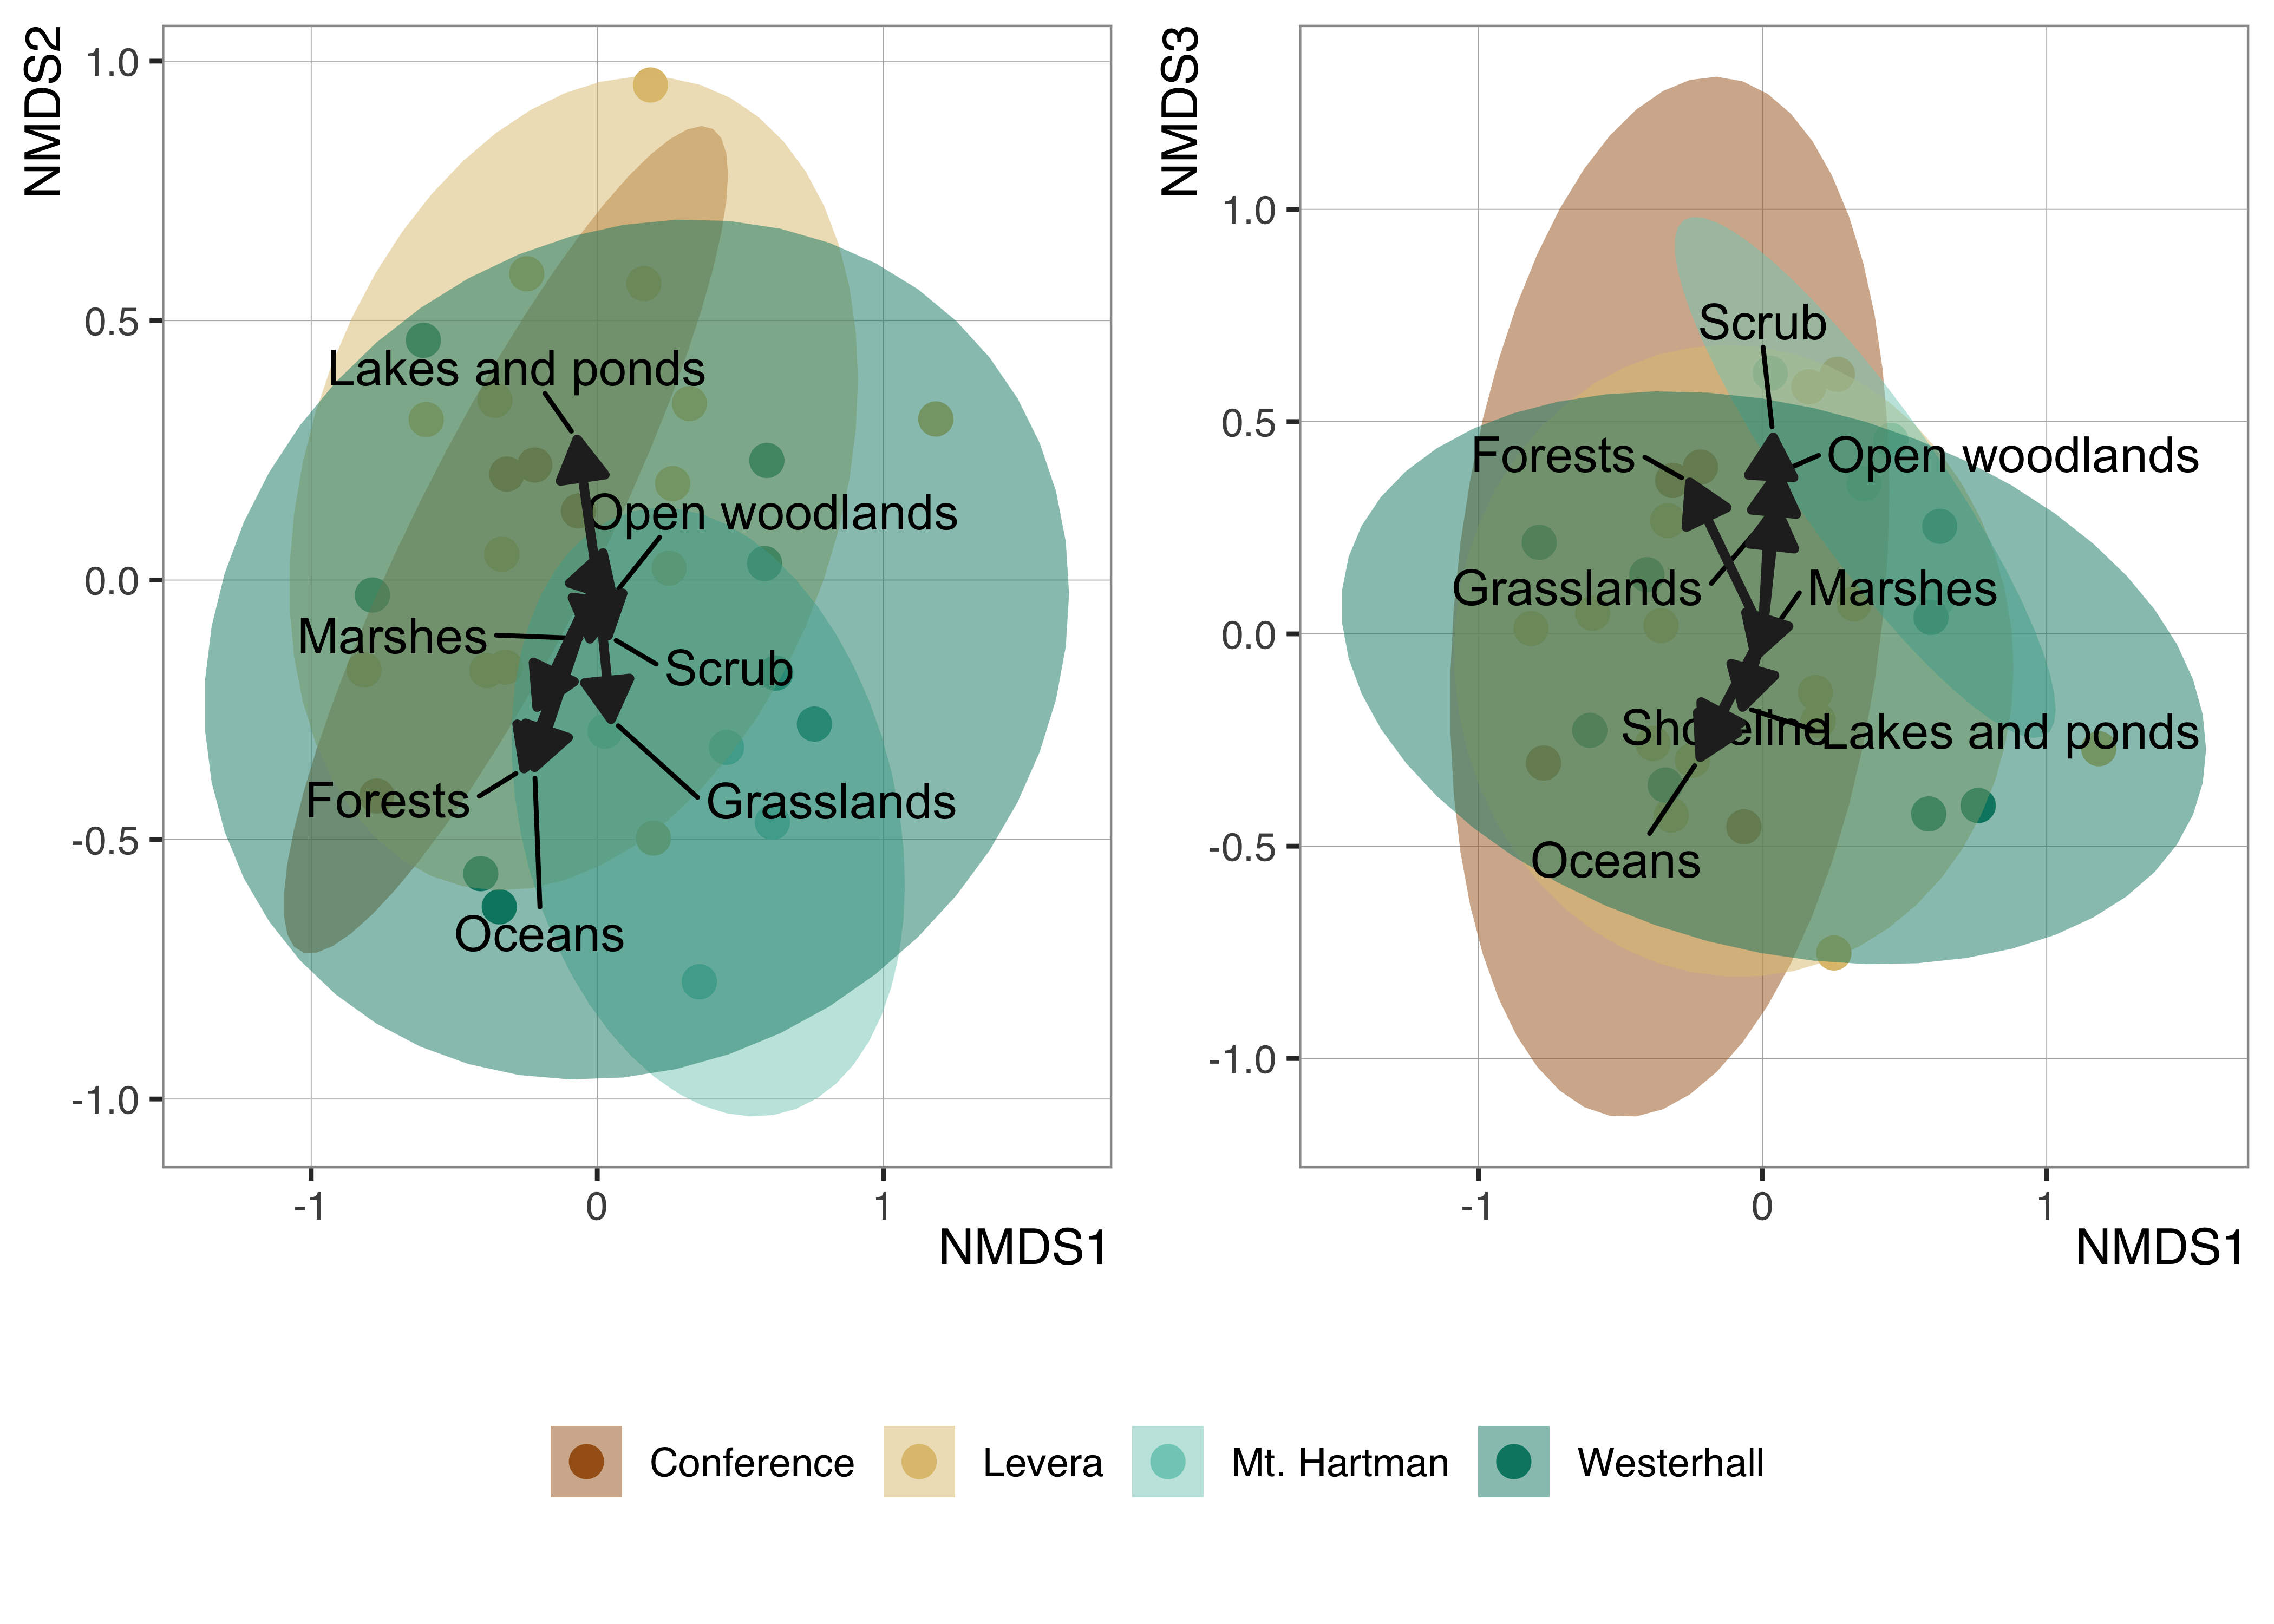 NMDS2
1.0
0.5
0.0
-0.5
-1.0
Lakes and ponds
Open woodlands
Marshes
Scrub
Forests
Grasslands
Oceans
-1 0 1
NMDS1
NMDS3
1.0
0.5
0.0
-0.5
-1.0
Scrub
Forests
Open woodlands
Grasslands
Marshes
Shoreline
Lakes and ponds
Oceans
-1 0 1
NMDS1
Conference Levera Mt. Hartman Westerhall